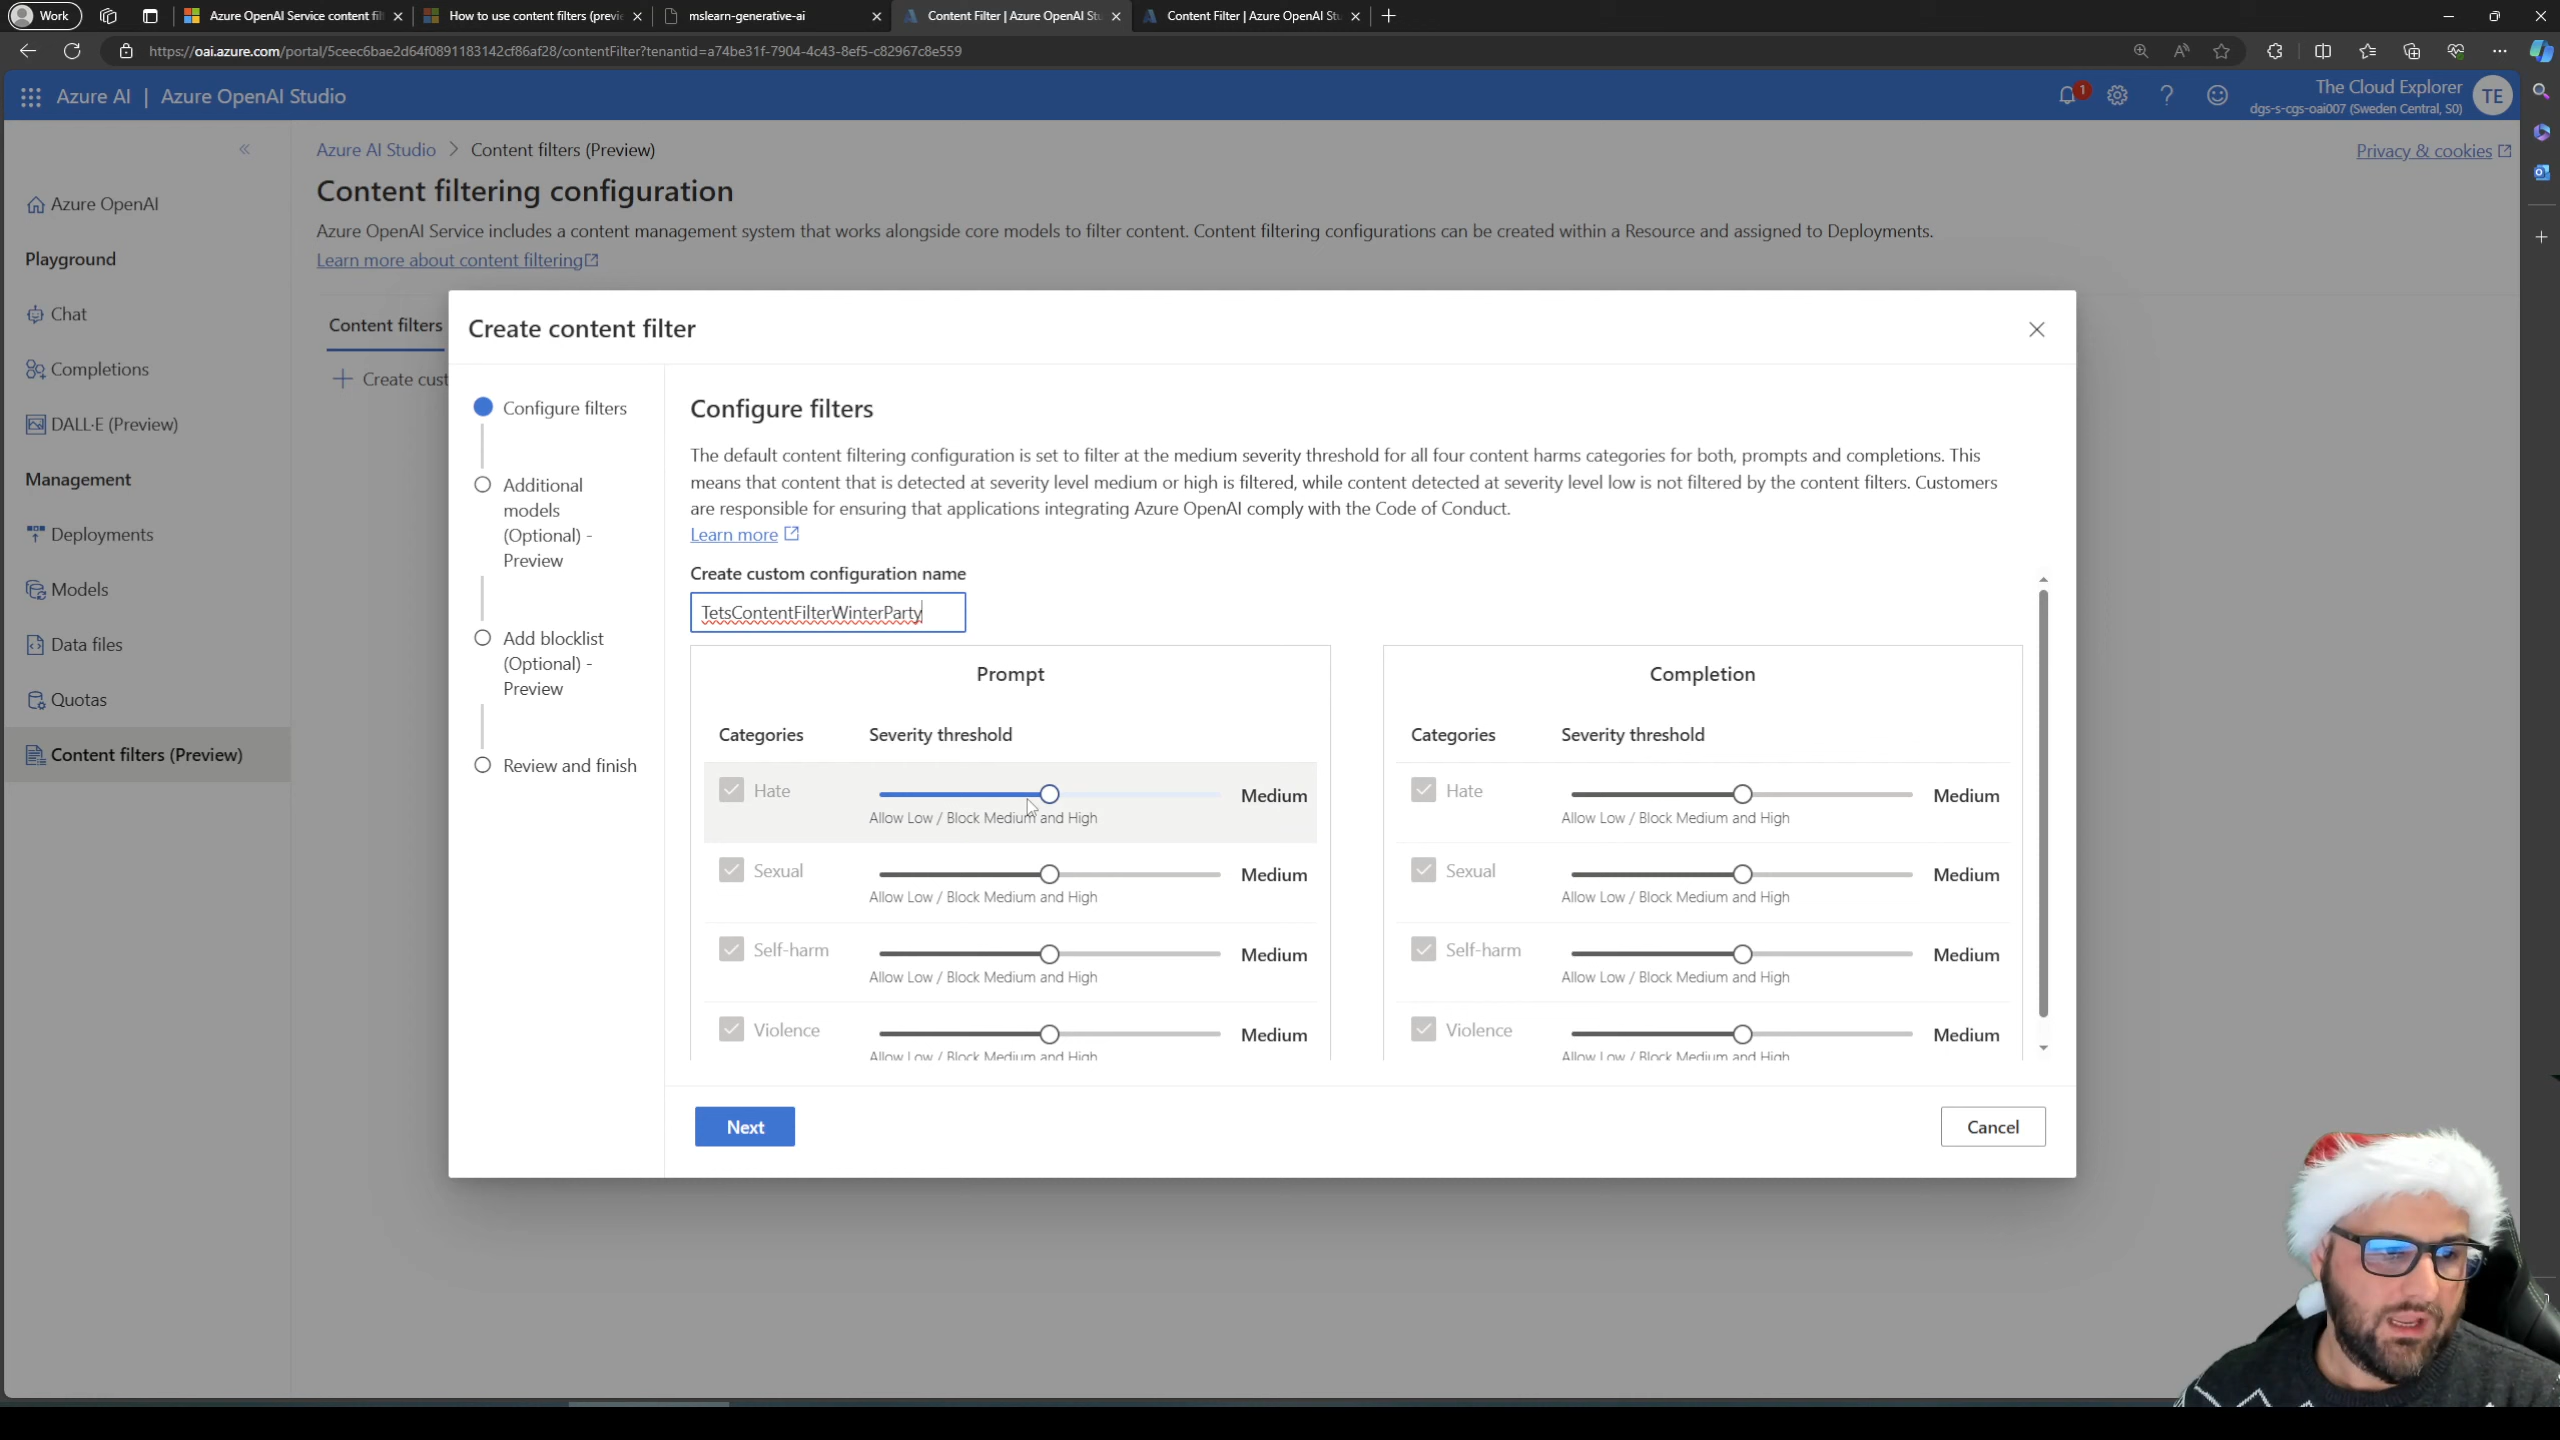 Work
Azure OpenAI Service content fil
How to use content filters (previe
mslearn-generative-ai
Content Filter | Azure OpenAI Stu
Content Filter | Azure OpenAI Stu
https://oai.azure.com/portal/5ceec6bae2d64f0891183142cf86af28/contentFilter?tenantid=a74be31f-7904-4c43-8ef5-c82967c8e559
Azure AI | Azure OpenAI Studio
1
The Cloud Explorer
dgs-s-cgs-oai007 (Sweden Central, S0)
TE
Azure AI Studio > Content filters (Preview)
Privacy & cookies
Content filtering configuration
Azure OpenAI Service includes a content management system that works alongside core models to filter content. Content filtering configurations can be created within a Resource and assigned to Deployments.
Learn more about content filtering
Azure OpenAI
Playground
Chat
Completions
DALL·E (Preview)
Management
Deployments
Models
Data files
Quotas
Content filters (Preview)
Content filters
Create cust
Create content filter
Configure filters
Additional
models
(Optional) -
Preview
Add blocklist
(Optional) -
Preview
Review and finish
Configure filters
The default content filtering configuration is set to filter at the medium severity threshold for all four content harms categories for both, prompts and completions. This
means that content that is detected at severity level medium or high is filtered, while content detected at severity level low is not filtered by the content filters. Customers
are responsible for ensuring that applications integrating Azure OpenAI comply with the Code of Conduct.
Learn more
Create custom configuration name
TetsContentFilterWinterParty
Prompt
Categories Severity threshold
Hate Medium
Allow Low / Block Medium and High
Sexual Medium
Allow Low / Block Medium and High
Self-harm Medium
Allow Low / Block Medium and High
Violence Medium
Allow Low / Block Medium and High
Completion
Categories Severity threshold
Hate Medium
Allow Low / Block Medium and High
Sexual Medium
Allow Low / Block Medium and High
Self-harm Medium
Allow Low / Block Medium and High
Violence Medium
Allow Low / Block Medium and High
Next
Cancel